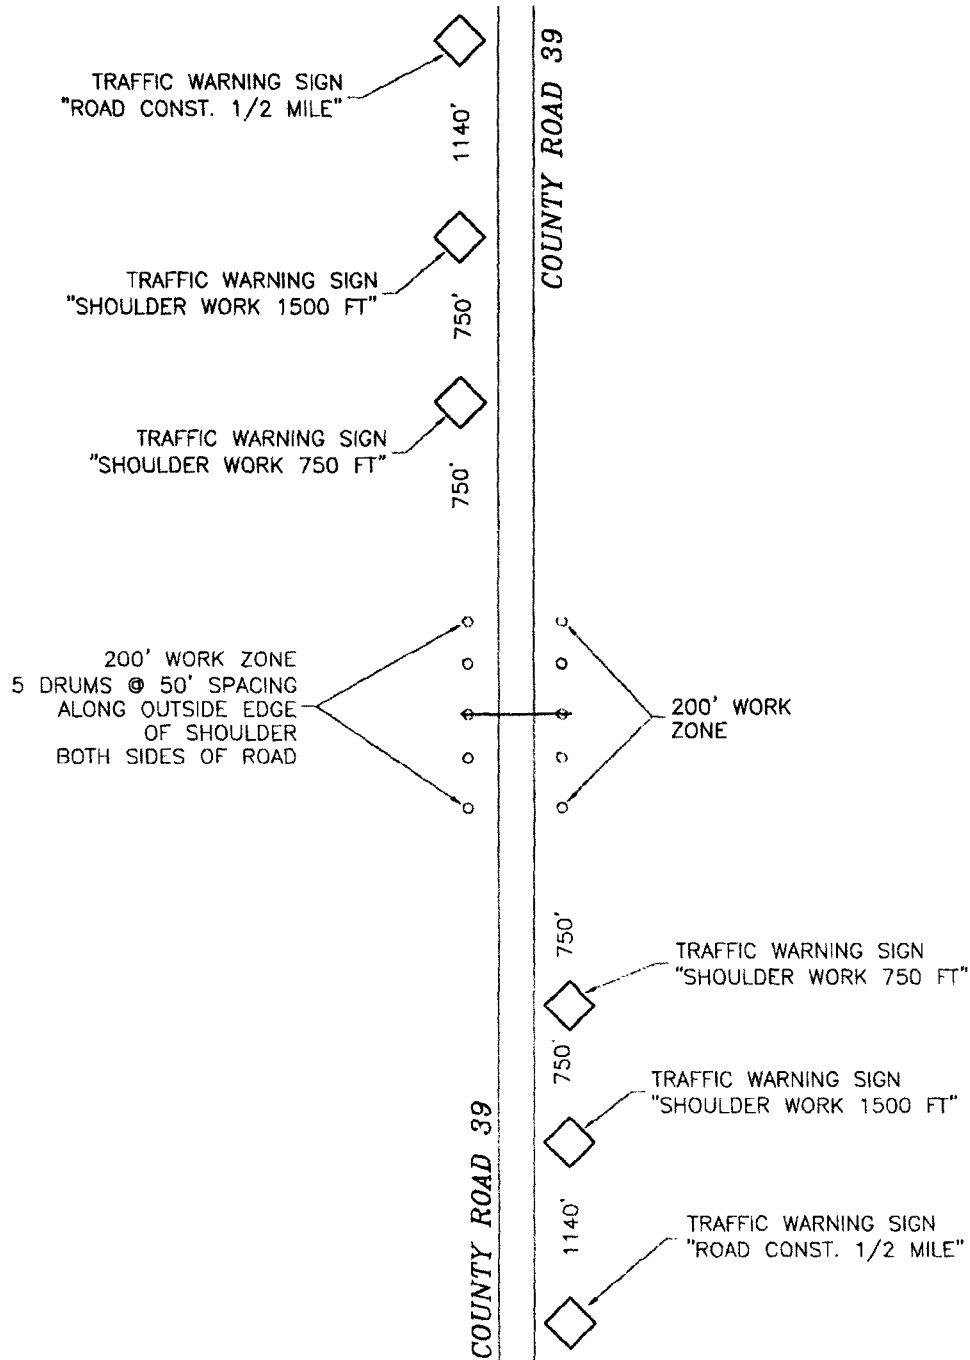 TRAFFIC WARNING SIGN
"ROAD CONST. 1/2 MILE"
1140'
COUNTY ROAD 39
TRAFFIC WARNING SIGN
"SHOULDER WORK 1500 FT"
750'
TRAFFIC WARNING SIGN
"SHOULDER WORK 750 FT"
750'
200' WORK ZONE
5 DRUMS @ 50' SPACING
ALONG OUTSIDE EDGE
OF SHOULDER
BOTH SIDES OF ROAD
200' WORK
ZONE
750'
TRAFFIC WARNING SIGN
"SHOULDER WORK 750 FT"
750'
TRAFFIC WARNING SIGN
"SHOULDER WORK 1500 FT"
COUNTY ROAD 39
1140'
TRAFFIC WARNING SIGN
"ROAD CONST. 1/2 MILE"